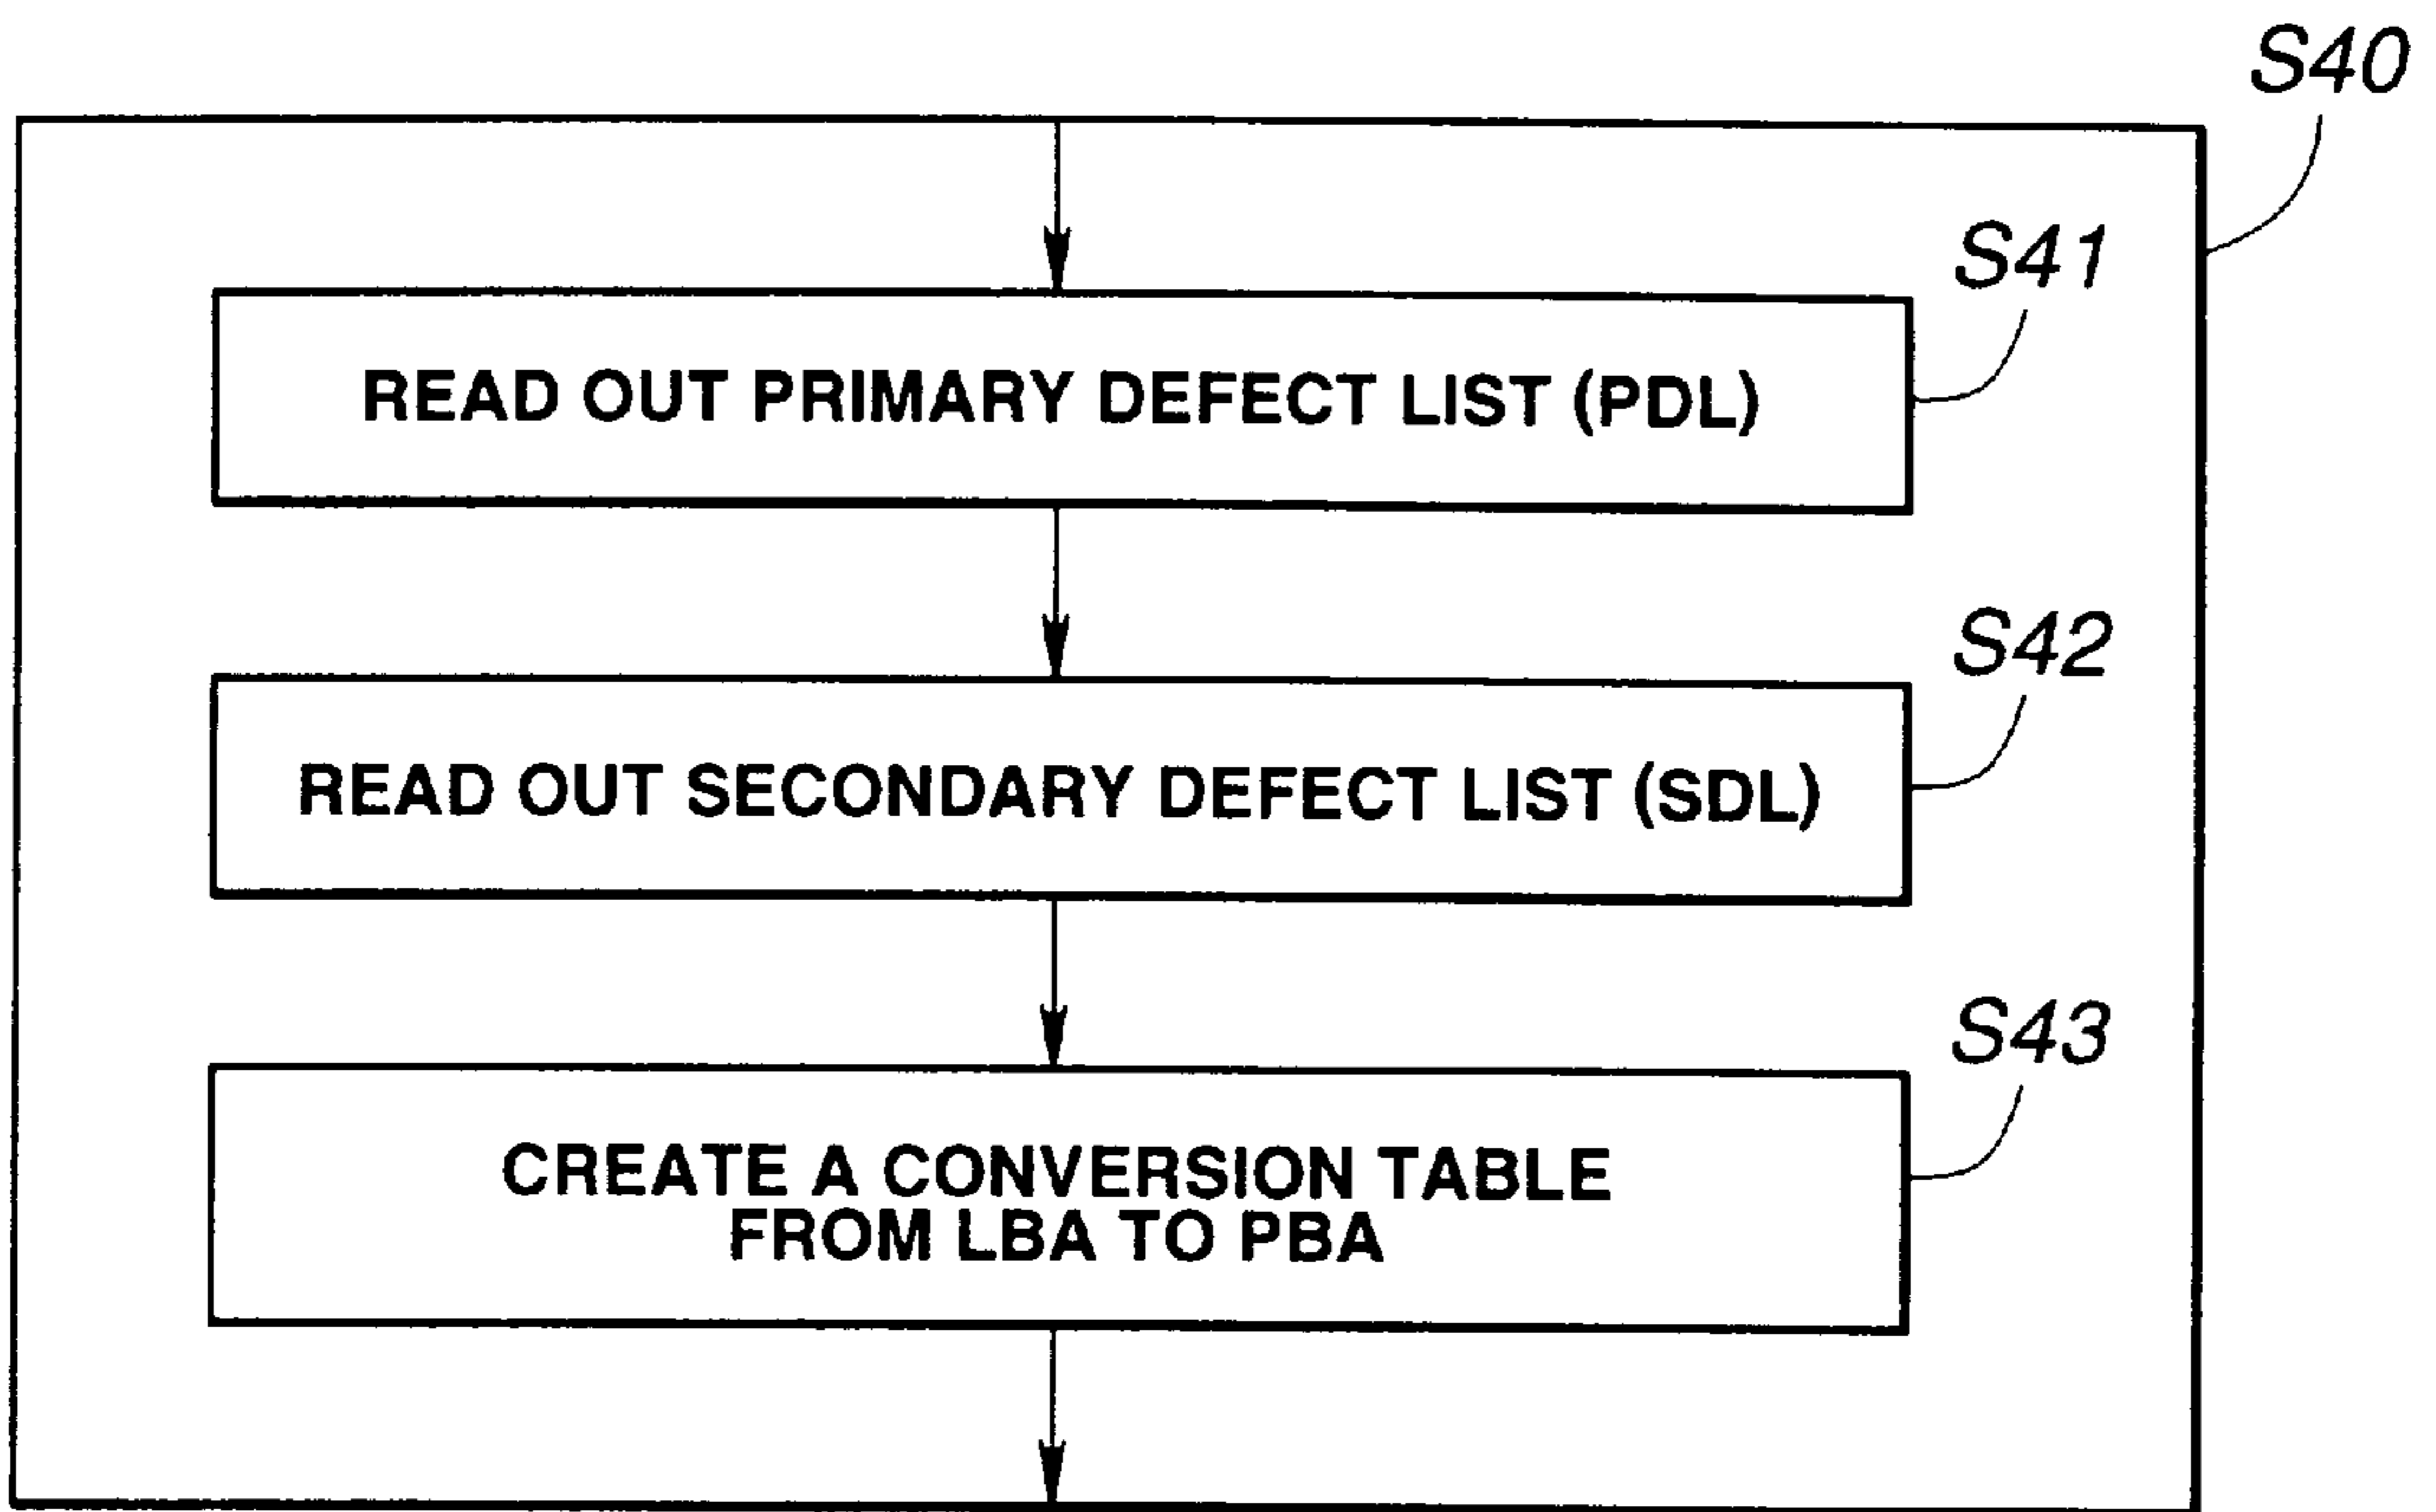 S40
S41
READ OUT PRIMARY DEFECT LIST (PDL)
S42
READ OUT SECONDARY DEFECT LIST (SDL)
S43
CREATE A CONVERSION TABLE
FROM LBA TO PBA